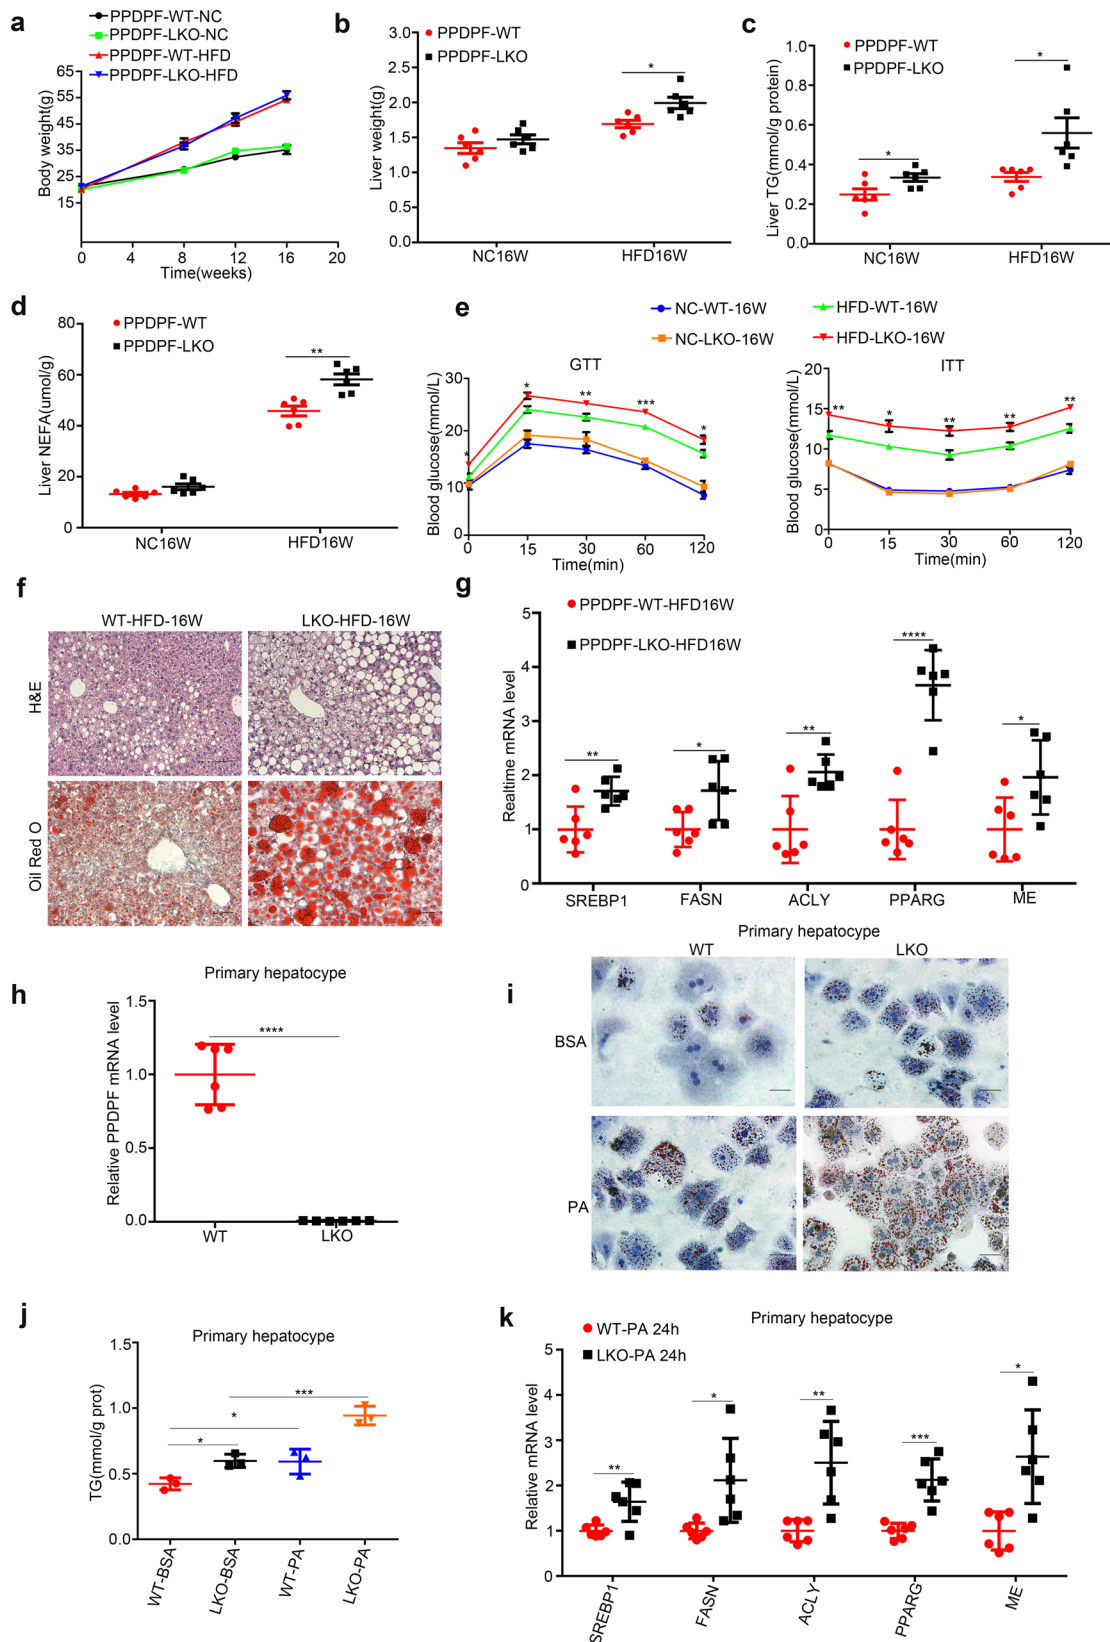 a
PPDPF-WT-NC
PPDPF-LKO-NC
PPDPF-WT-HFD
PPDPF-LKO-HFD
Body weight(g)
65
55
45
35
25
15
0 4 8 12 16 20
Time(weeks)
b
PPDPF-WT
PPDPF-LKO
Liver weight(g)
3.0
2.5
2.0
1.5
1.0
0.5
0.0
*
NC16W HFD16W
c
PPDPF-WT
PPDPF-LKO
Liver TG(mmol/g protein)
1.0
0.8
0.6
0.4
0.2
0.0
* *
NC16W HFD16W
d
PPDPF-WT
PPDPF-LKO
Liver NEFA(umol/g)
80
60
40
20
0
**
NC16W HFD16W
e
NC-WT-16W
NC-LKO-16W
HFD-WT-16W
HFD-LKO-16W
GTT
Blood glucose(mmol/L)
30
20
10
0
* * ** *** *
0 15 30 60 120
Time(min)
ITT
Blood glucose(mmol/L)
20
15
10
5
0
** * ** ** **
0 15 30 60 120
Time(min)
f
WT-HFD-16W LKO-HFD-16W
H&E
Oil Red O
g
PPDPF-WT-HFD16W
PPDPF-LKO-HFD16W
Realtime mRNA level
5
4
3
2
1
0
** * ** **** *
SREBP1 FASN ACLY PPARG ME
h
Primary hepatocype
Relative PPDPF mRNA level
1.5
1.0
0.5
0.0
****
WT LKO
i
Primary hepatocype
WT LKO
BSA
PA
j
Primary hepatocype
TG(mmol/g prot)
1.5
1.0
0.5
0.0
***
*
*
WT-BSA LKO-BSA WT-PA LKO-PA
k
Primary hepatocype
WT-PA 24h
LKO-PA 24h
Relative mRNA level
5
4
3
2
1
0
** * ** *** *
SREBP1 FASN ACLY PPARG ME